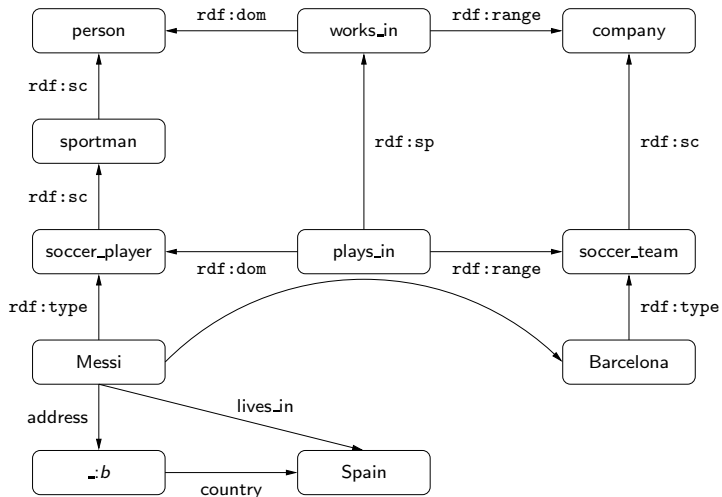 person
rdf:dom
works_in
rdf:range
company
rdf:sc
sportman
rdf:sp
rdf:sc
rdf:sc
soccer_player
rdf:dom
plays_in
rdf:range
soccer_team
rdf:type
rdf:type
Messi
Barcelona
address
lives_in
_:b
country
Spain